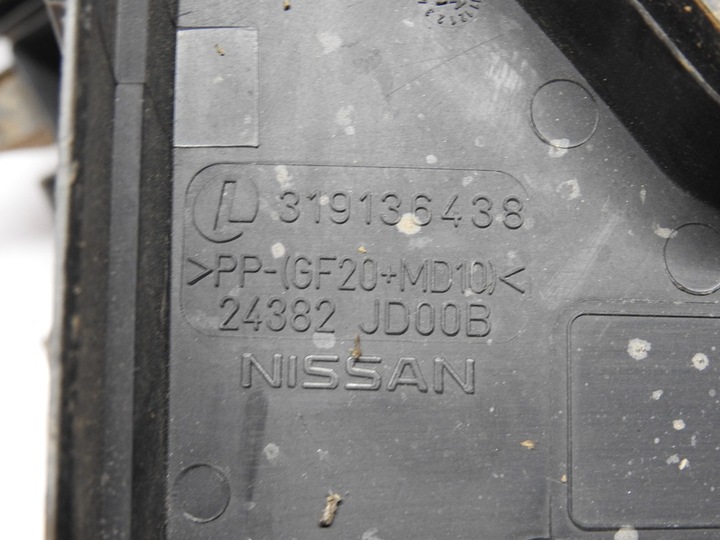 319136438
>PP-(GF20+MD10)<
24382 JD00B
NISSAN